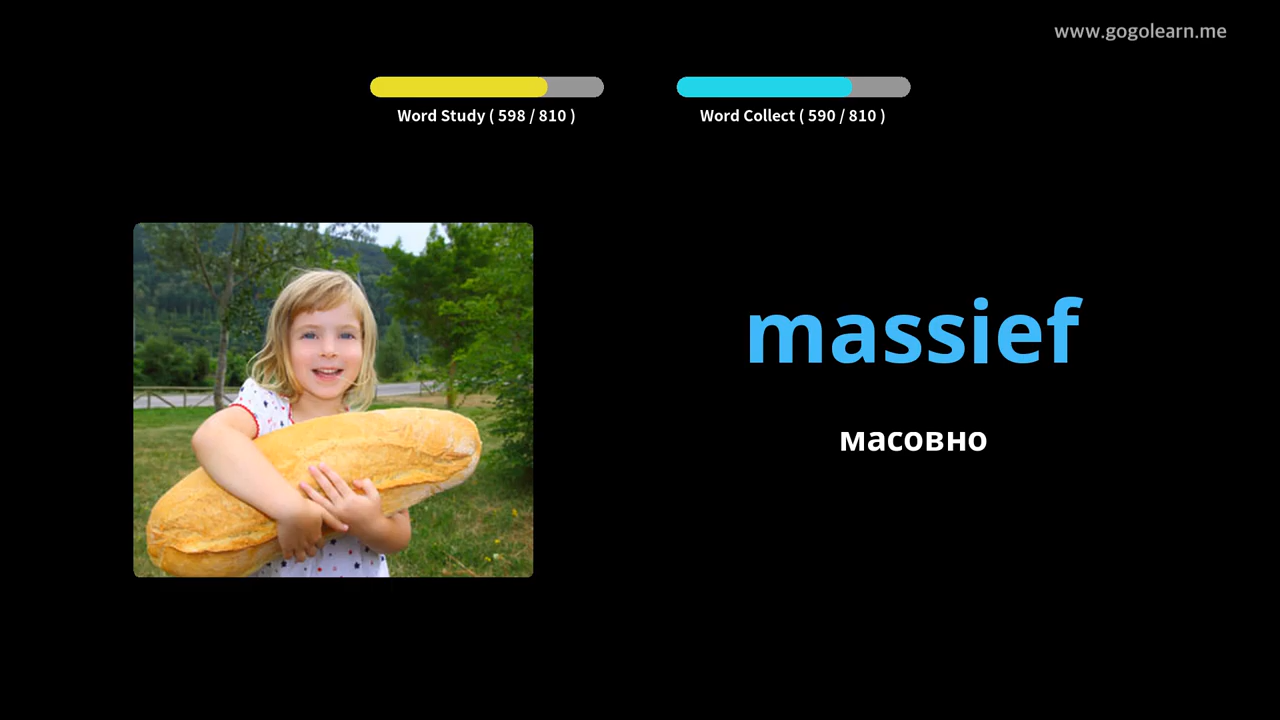 www.gogolearn.me
Word Study ( 598 / 810 )
Word Collect ( 590 / 810 )
massief
масовно